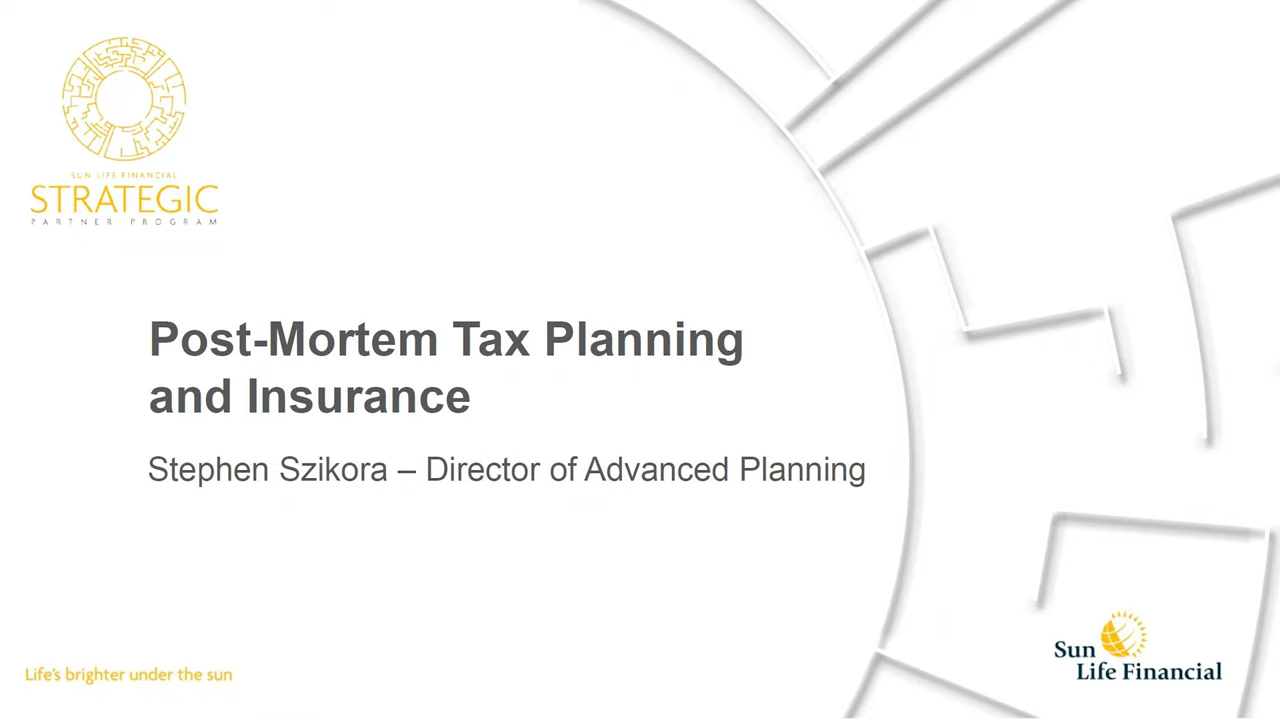 SUN LIFE FINANCIAL
STRATEGIC
PARTNER PROGRAM
Post-Mortem Tax Planning
and Insurance
Stephen Szikora – Director of Advanced Planning
Life's brighter under the sun
Sun
Life Financial